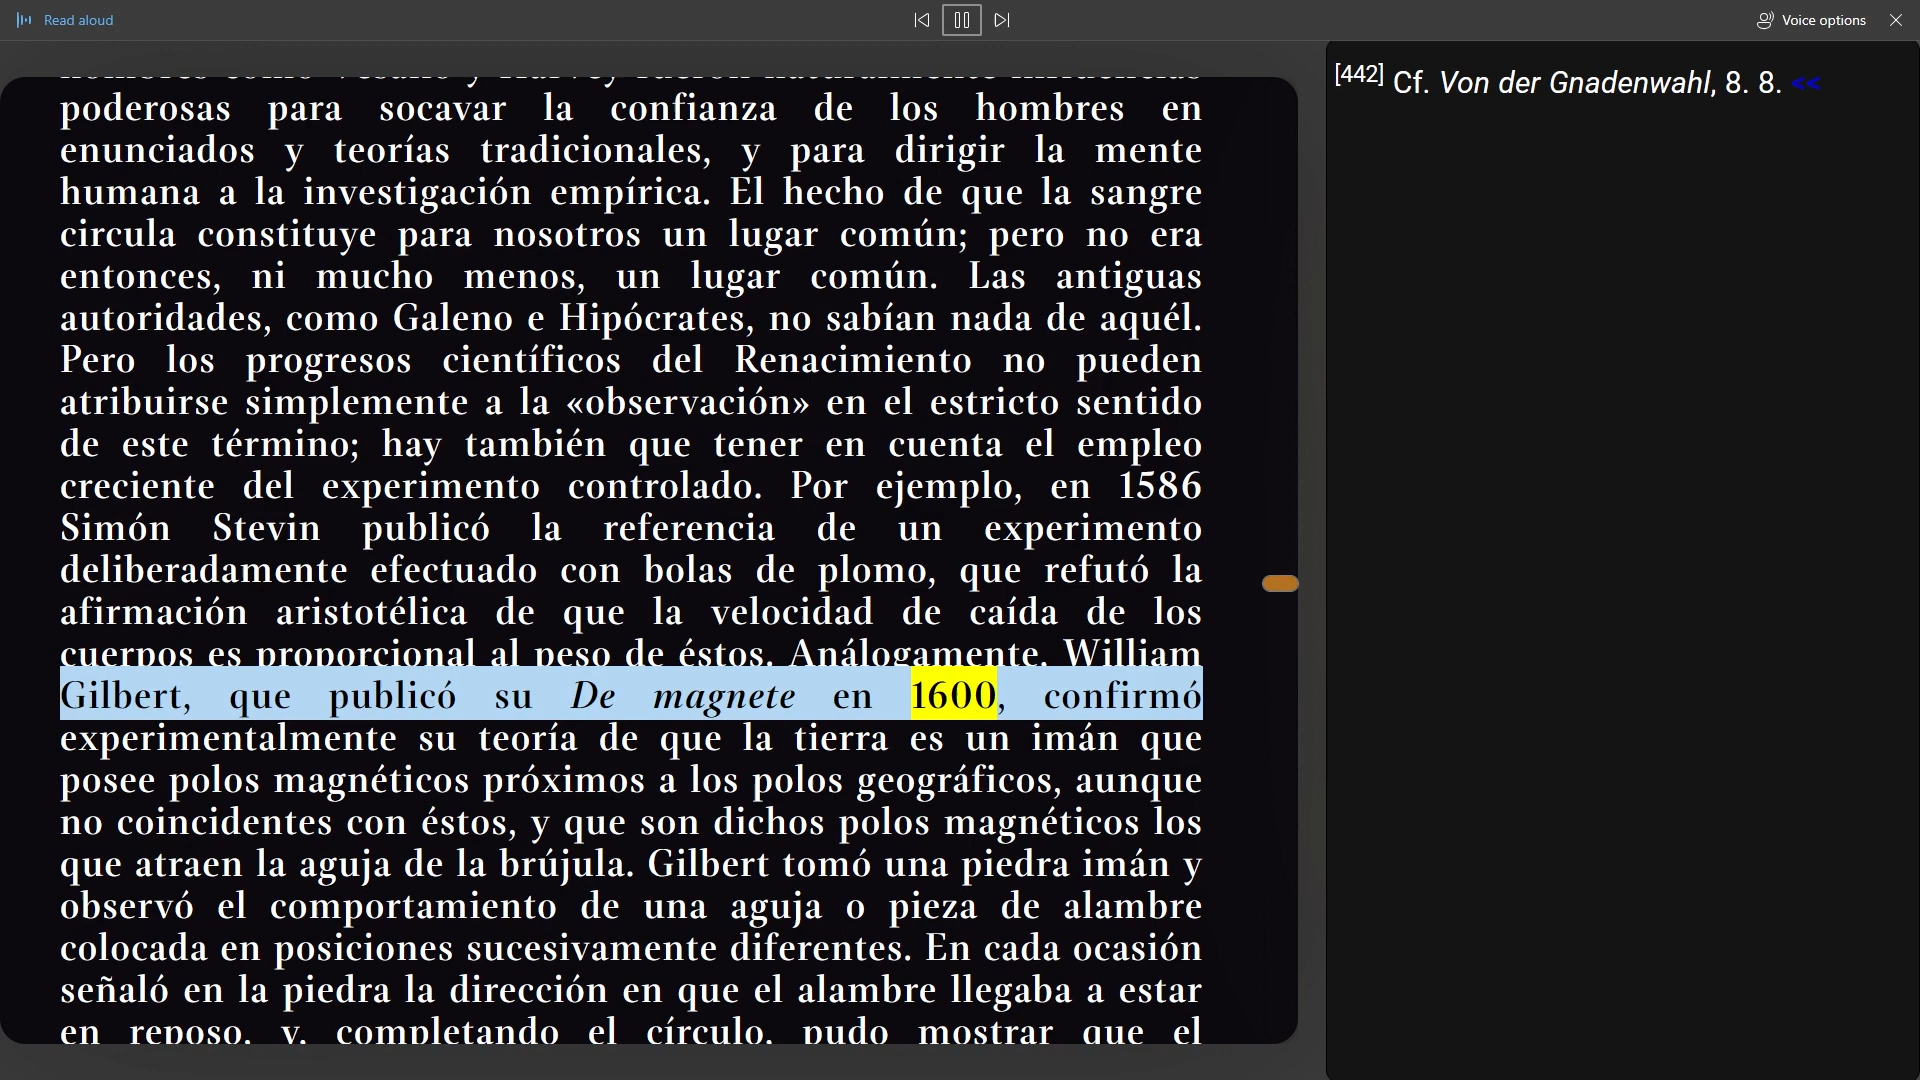 Read aloud
Voice options
hombres como Vesalio y Harvey fueron naturalmente influencias
poderosas para socavar la confianza de los hombres en
enunciados y teorías tradicionales, y para dirigir la mente
humana a la investigación empírica. El hecho de que la sangre
circula constituye para nosotros un lugar común; pero no era
entonces, ni mucho menos, un lugar común. Las antiguas
autoridades, como Galeno e Hipócrates, no sabían nada de aquél.
Pero los progresos científicos del Renacimiento no pueden
atribuirse simplemente a la «observación» en el estricto sentido
de este término; hay también que tener en cuenta el empleo
creciente del experimento controlado. Por ejemplo, en 1586
Simón Stevin publicó la referencia de un experimento
deliberadamente efectuado con bolas de plomo, que refutó la
afirmación aristotélica de que la velocidad de caída de los
cuerpos es proporcional al peso de éstos. Análogamente, William
Gilbert, que publicó su De magnete en 1600, confirmó
experimentalmente su teoría de que la tierra es un imán que
posee polos magnéticos próximos a los polos geográficos, aunque
no coincidentes con éstos, y que son dichos polos magnéticos los
que atraen la aguja de la brújula. Gilbert tomó una piedra imán y
observó el comportamiento de una aguja o pieza de alambre
colocada en posiciones sucesivamente diferentes. En cada ocasión
señaló en la piedra la dirección en que el alambre llegaba a estar
en reposo, y, completando el círculo, pudo mostrar que el
[442] Cf. Von der Gnadenwahl, 8. 8. <<